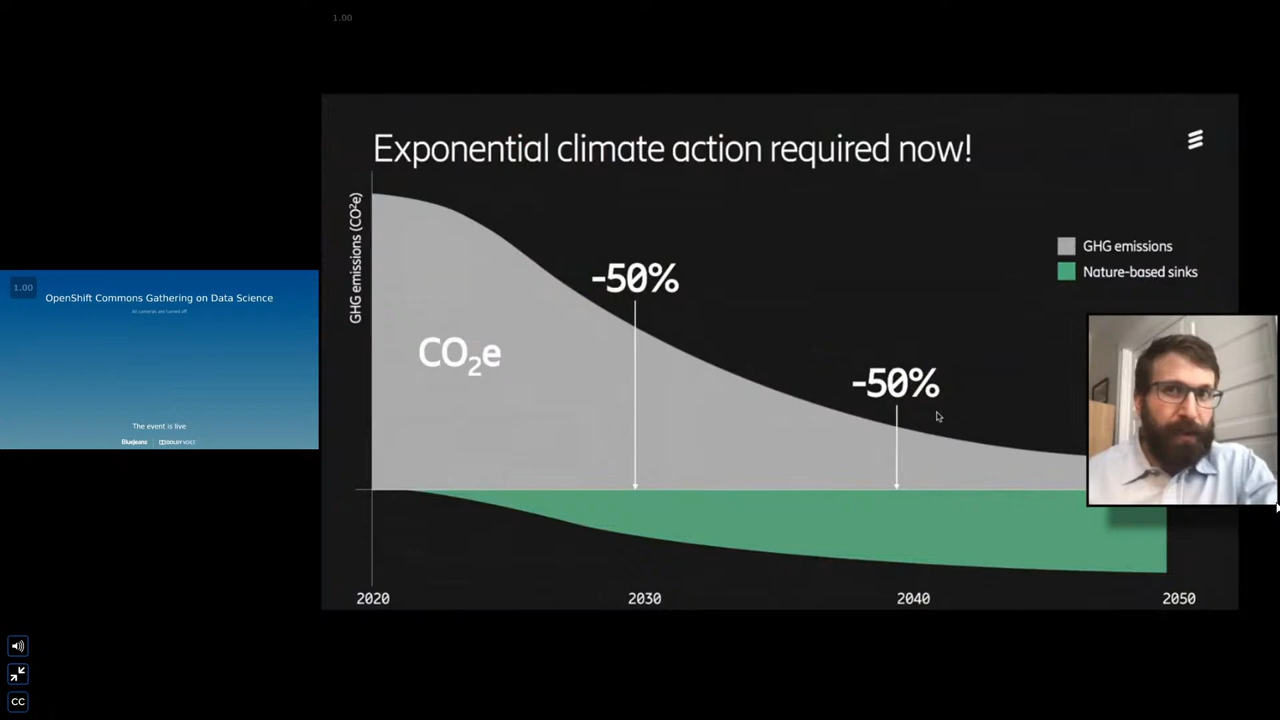 1.00
Exponential climate action required now!
GHG emissions (CO²e)
-50%
GHG emissions
Nature-based sinks
CO₂e
-50%
2020
2030
2040
2050
1.00
OpenShift Commons Gathering on Data Science
All cameras are turned off
The event is live
BlueJeans
DOLBY VOICE
CC